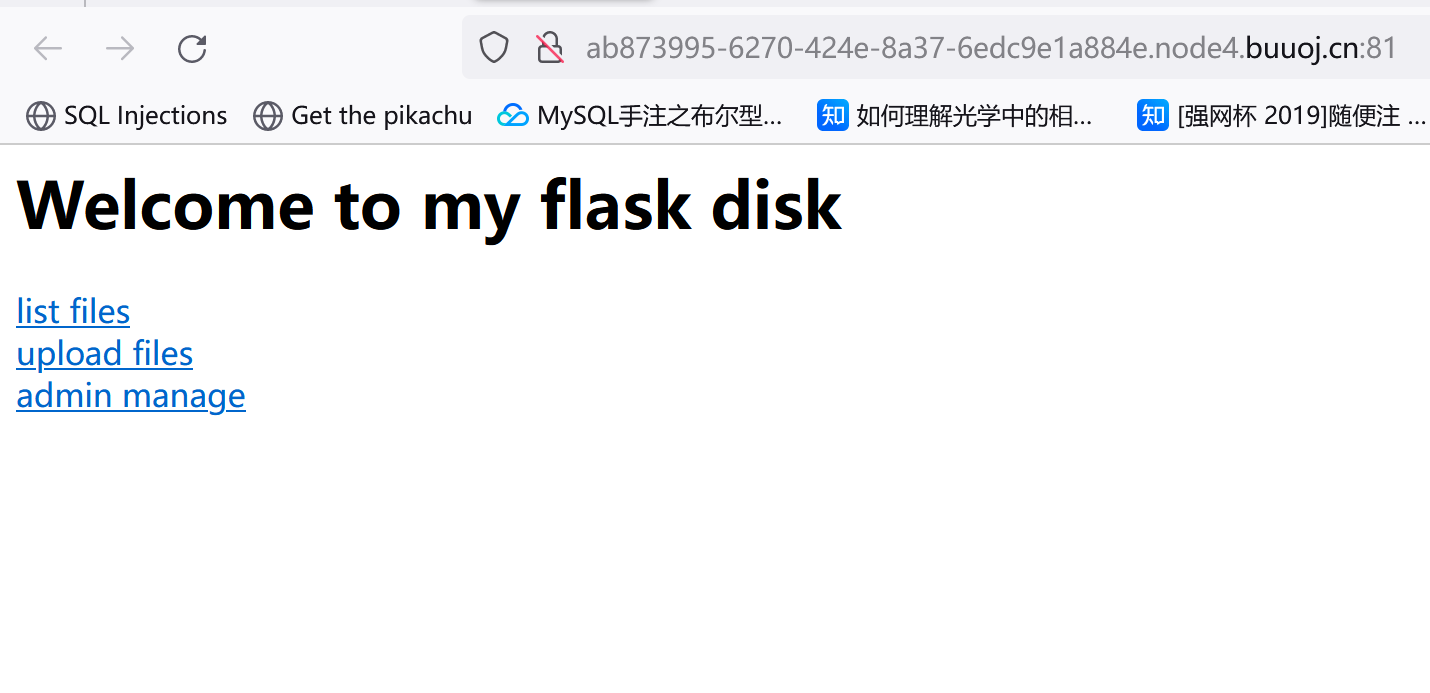 ab873995-6270-424e-8a37-6edc9e1a884e.node4.buuoj.cn:81
SQL Injections Get the pikachu MySQL手注之布尔型... 知 如何理解光学中的相... 知 [强网杯 2019]随便注 ...
Welcome to my flask disk
list files
upload files
admin manage